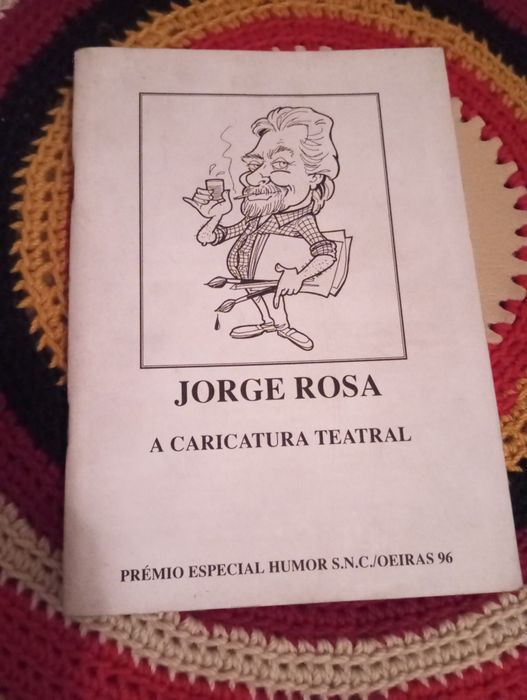 JORGE ROSA
A CARICATURA TEATRAL
PRÉMIO ESPECIAL HUMOR S.N.C./OEIRAS 96